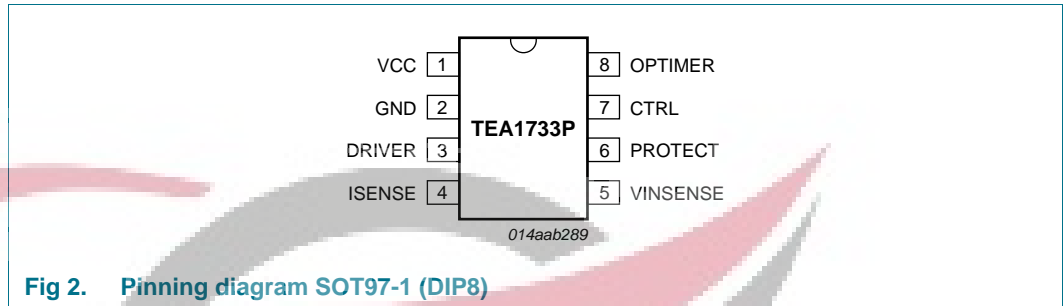 VCC 1 8 OPTIMER
GND 2 7 CTRL
TEA1733P
DRIVER 3 6 PROTECT
ISENSE 4 5 VINSENSE
014aab289
Fig 2. Pinning diagram SOT97-1 (DIP8)